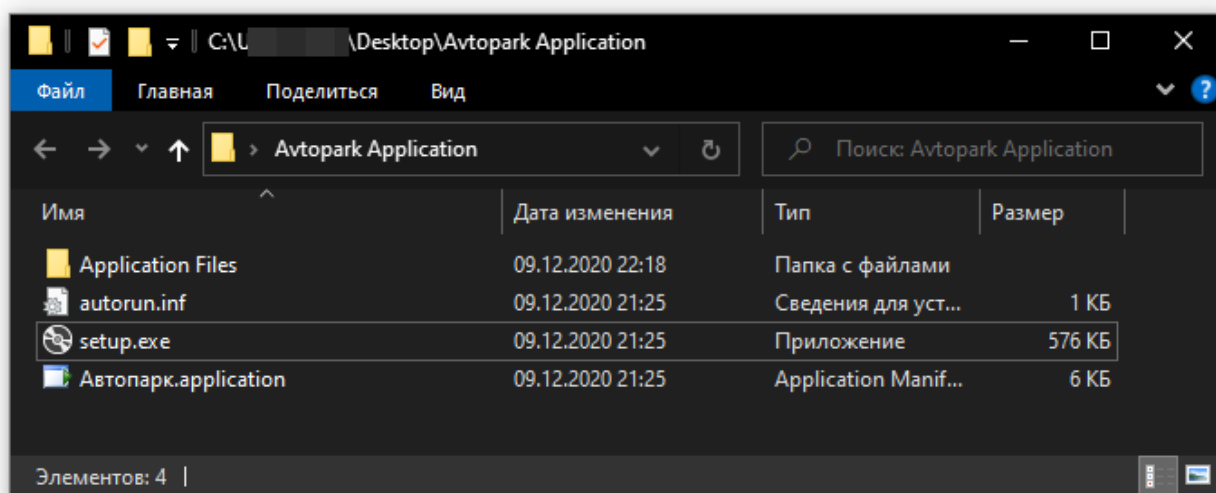 C:\U \Desktop\Avtopark Application
Файл Главная Поделиться Вид
Avtopark Application Поиск: Avtopark Application
Имя Дата изменения Тип Размер
Application Files 09.12.2020 22:18 Папка с файлами
autorun.inf 09.12.2020 21:25 Сведения для уст... 1 КБ
setup.exe 09.12.2020 21:25 Приложение 576 КБ
Автопарк.application 09.12.2020 21:25 Application Manif... 6 КБ
Элементов: 4